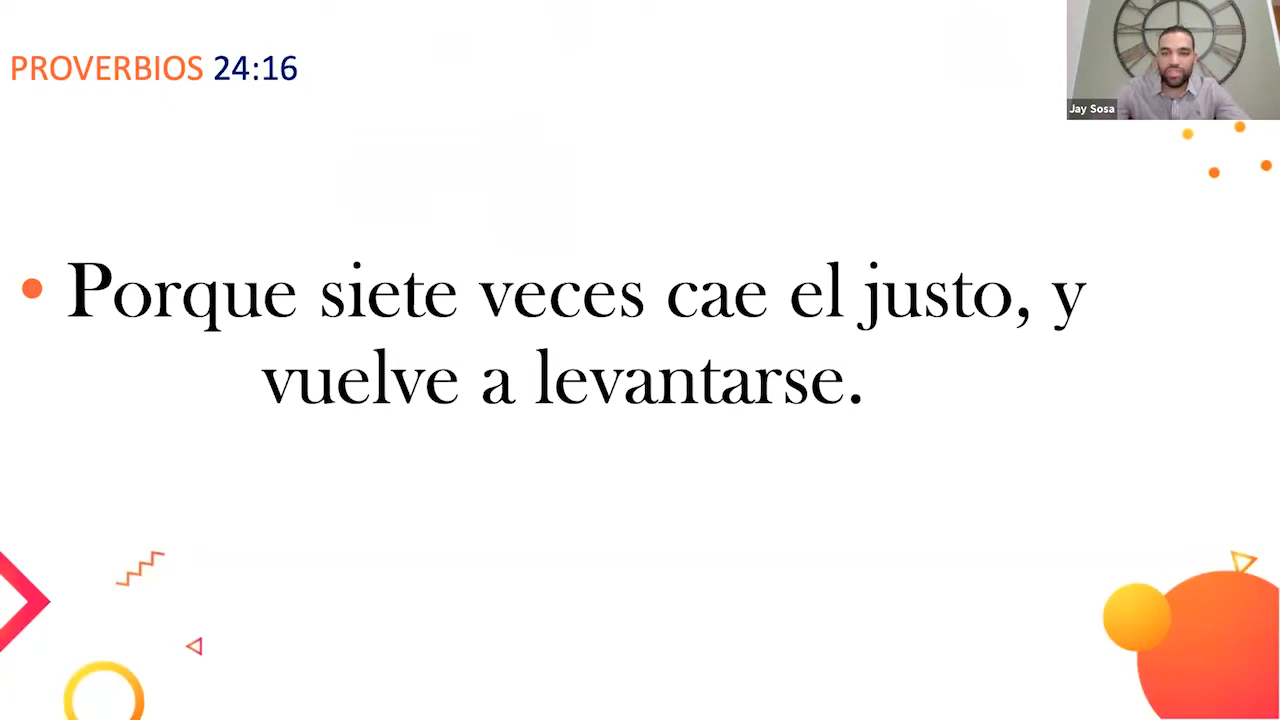 PROVERBIOS 24:16
Jay Sosa
• Porque siete veces cae el justo, y
vuelve a levantarse.